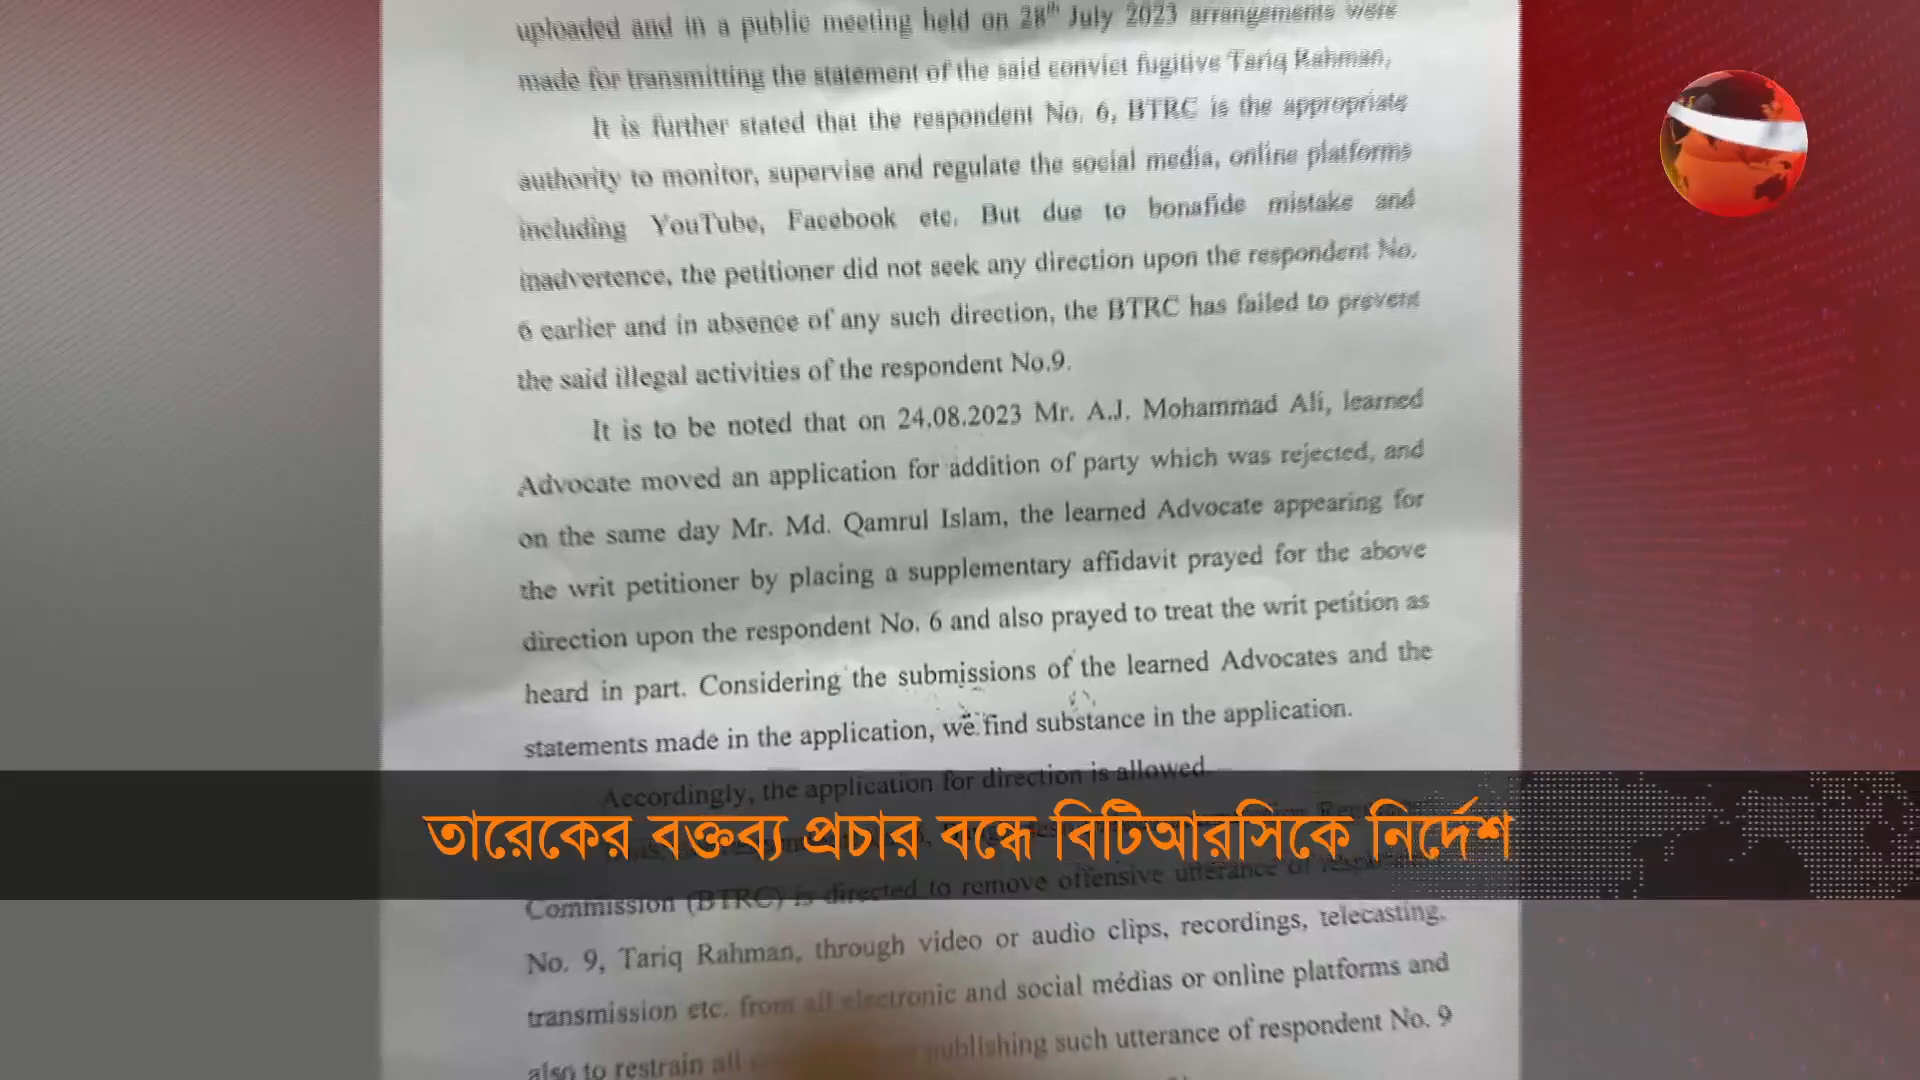 uploaded and in a public meeting held on 28th July 2023 arrangements were
made for transmitting the statement of the said convict fugitive Tariq Rahman,
It is further stated that the respondent No. 6, BTRC is the appropriate
authority to monitor, supervise and regulate the social media, online platforms
including YouTube, Facebook etc. But due to bonafide mistake and
inadvertence, the petitioner did not seek any direction upon the respondent No.
6 earlier and in absence of any such direction, the BTRC has failed to prevent
the said illegal activities of the respondent No.9.
It is to be noted that on 24.08.2023 Mr. A.J. Mohammad Ali, learned
Advocate moved an application for addition of party which was rejected, and
on the same day Mr. Md. Qamrul Islam, the learned Advocate appearing for
the writ petitioner by placing a supplementary affidavit prayed for the above
direction upon the respondent No. 6 and also prayed to treat the writ petition as
heard in part. Considering the submissions of the learned Advocates and the
statements made in the application, we find substance in the application.
Accordingly, the application for direction is allowed.
তারেকের বক্তব্য প্রচার বন্ধে বিটিআরসিকে নির্দেশ
Commission (BTRC) is directed to remove offensive utterance of
No. 9, Tariq Rahman, through video or audio clips, recordings, telecasting,
transmission etc. from all electronic and social médias or online platforms and
also to restrain all publishing such utterance of respondent No. 9